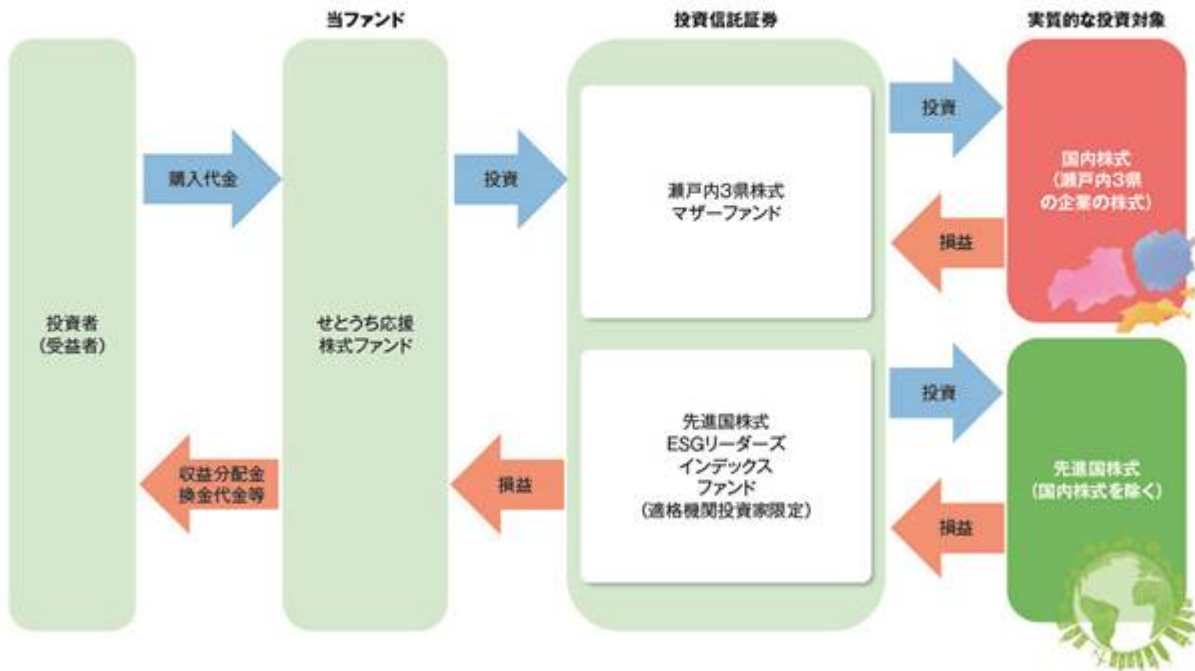 当ファンド
投資信託証券
実質的な投資対象
投資者
(受益者)
購入代金
収益分配金
換金代金等
せとうち応援
株式ファンド
投資
損益
瀬戸内3県株式
マザーファンド
先進国株式
ESGリーダーズ
インデックス
ファンド
(適格機関投資家限定)
投資
損益
国内株式
(瀬戸内3県
の企業の株式)
投資
損益
先進国株式
(国内株式を除く)